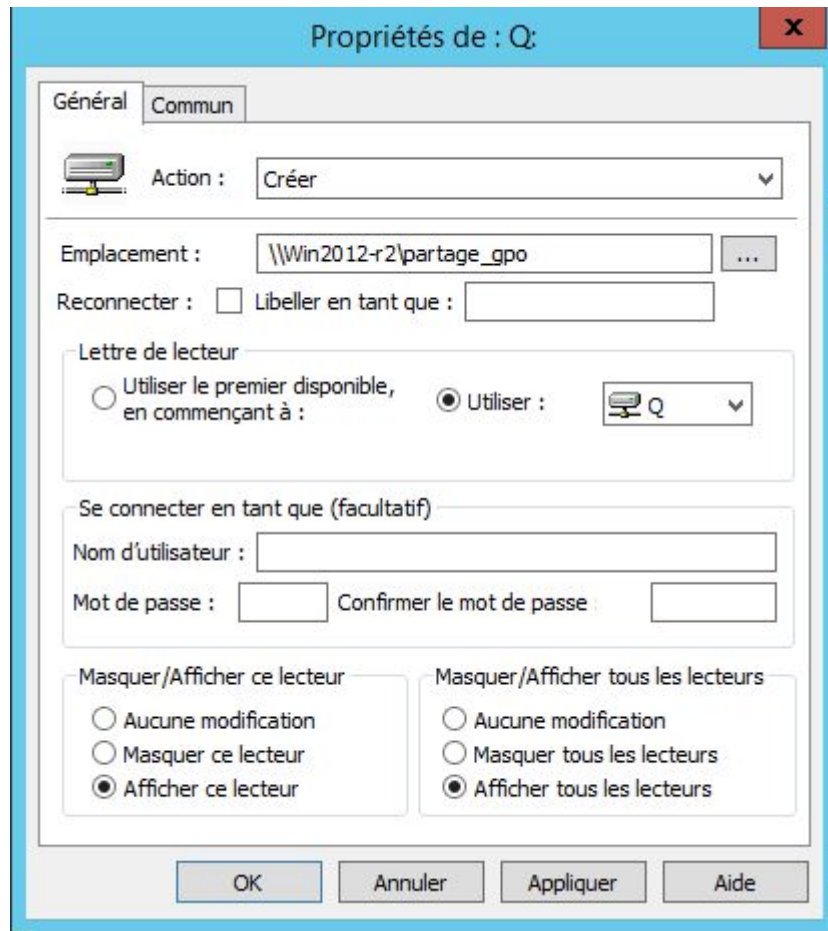 Propriétés de : Q:
x
Général Commun
Action : Créer
Emplacement : \\Win2012-r2\partage_gpo ...
Reconnecter : Libeller en tant que :
Lettre de lecteur
Utiliser le premier disponible,
en commençant à :
Utiliser : Q
Se connecter en tant que (facultatif)
Nom d'utilisateur :
Mot de passe : Confirmer le mot de passe :
Masquer/Afficher ce lecteur
Aucune modification
Masquer ce lecteur
Afficher ce lecteur
Masquer/Afficher tous les lecteurs
Aucune modification
Masquer tous les lecteurs
Afficher tous les lecteurs
OK Annuler Appliquer Aide